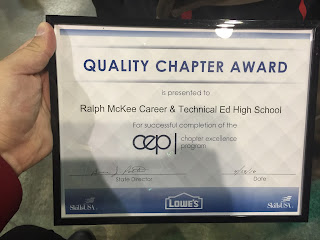 SkillsUSA
QUALITY CHAPTER AWARD
is presented to
Ralph McKee Career & Technical Ed High School
For successful completion of the
cep
chapter excellence
program
State Director
Date
SkillsUSA
LOWE'S
SkillsUSA